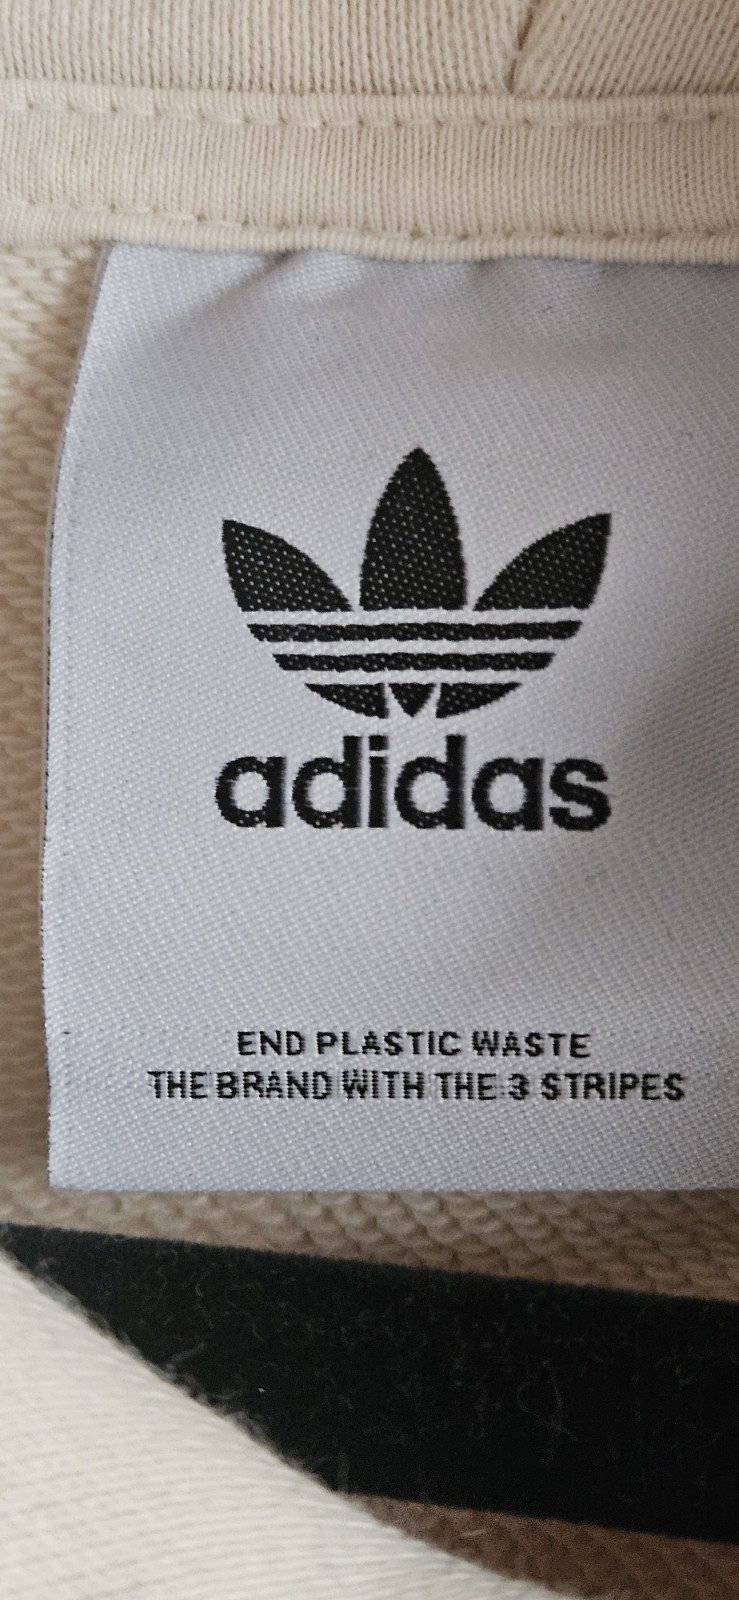 adidas
END PLASTIC WASTE
THE BRAND WITH THE 3 STRIPES